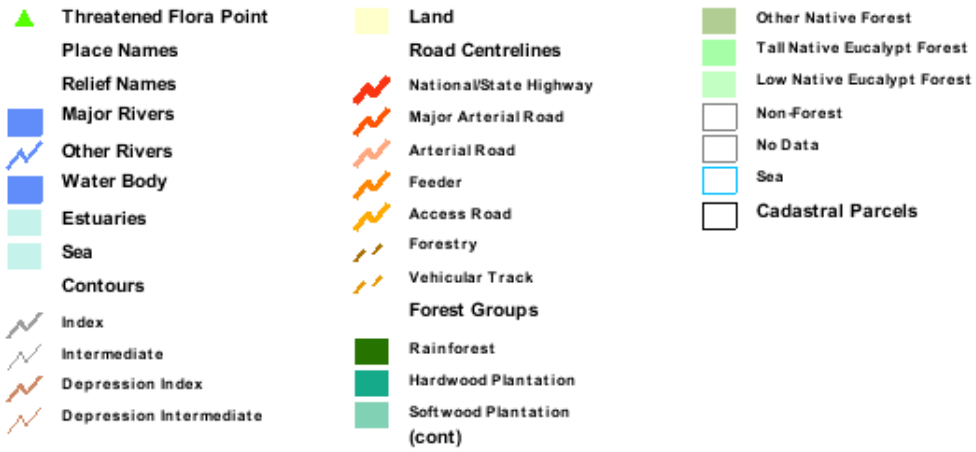 Threatened Flora Point
Place Names
Relief Names
Major Rivers
Other Rivers
Water Body
Estuaries
Sea
Contours
Index
Intermediate
Depression Index
Depression Intermediate
Land
Road Centrelines
National/State Highway
Major Arterial Road
Arterial Road
Feeder
Access Road
Forestry
Vehicular Track
Forest Groups
Rainforest
Hardwood Plantation
Softwood Plantation
(cont)
Other Native Forest
Tall Native Eucalypt Forest
Low Native Eucalypt Forest
Non-Forest
No Data
Sea
Cadastral Parcels